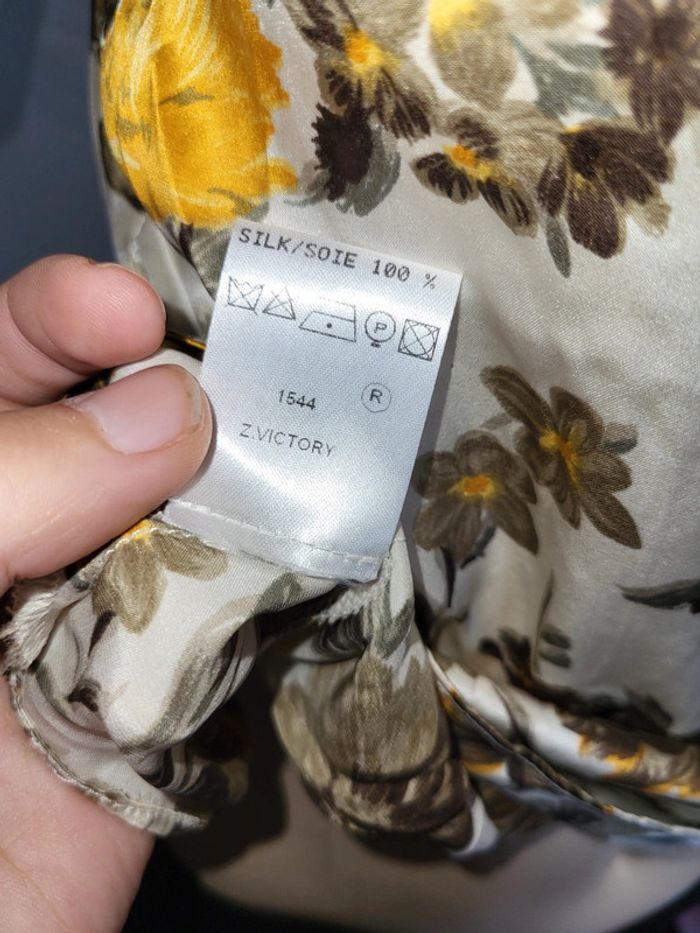 SILK/SOIE 100 %
P
1544 R
Z.VICTORY